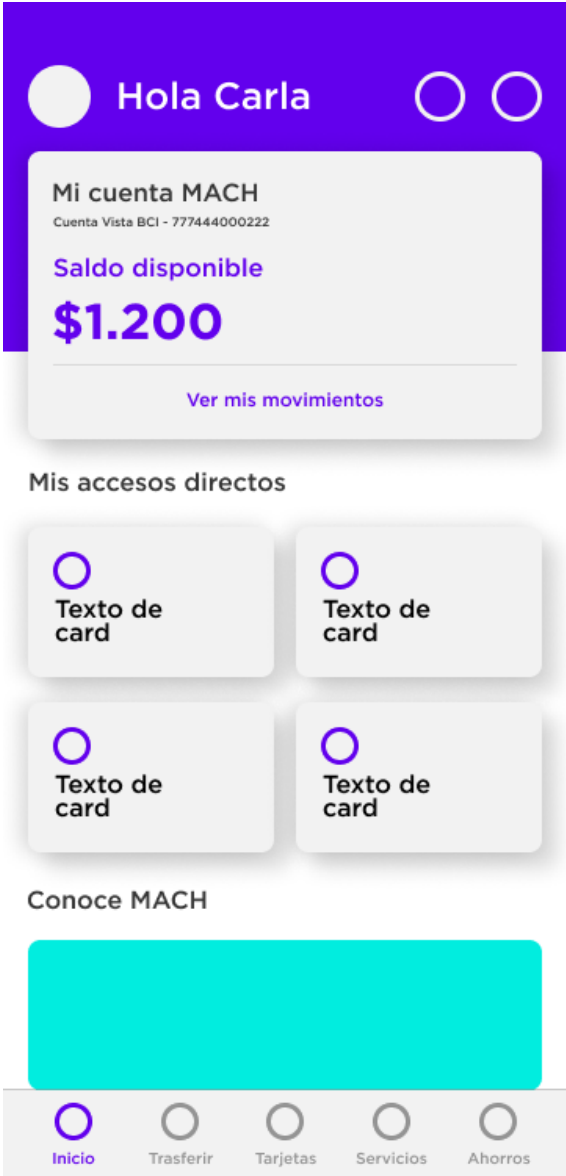 Hola Carla
Mi cuenta MACH
Cuenta Vista BCI - 777444000222
Saldo disponible
$1.200
Ver mis movimientos
Mis accesos directos
Texto de
card
Texto de
card
Texto de
card
Texto de
card
Conoce MACH
Inicio
Trasferir
Tarjetas
Servicios
Ahorros